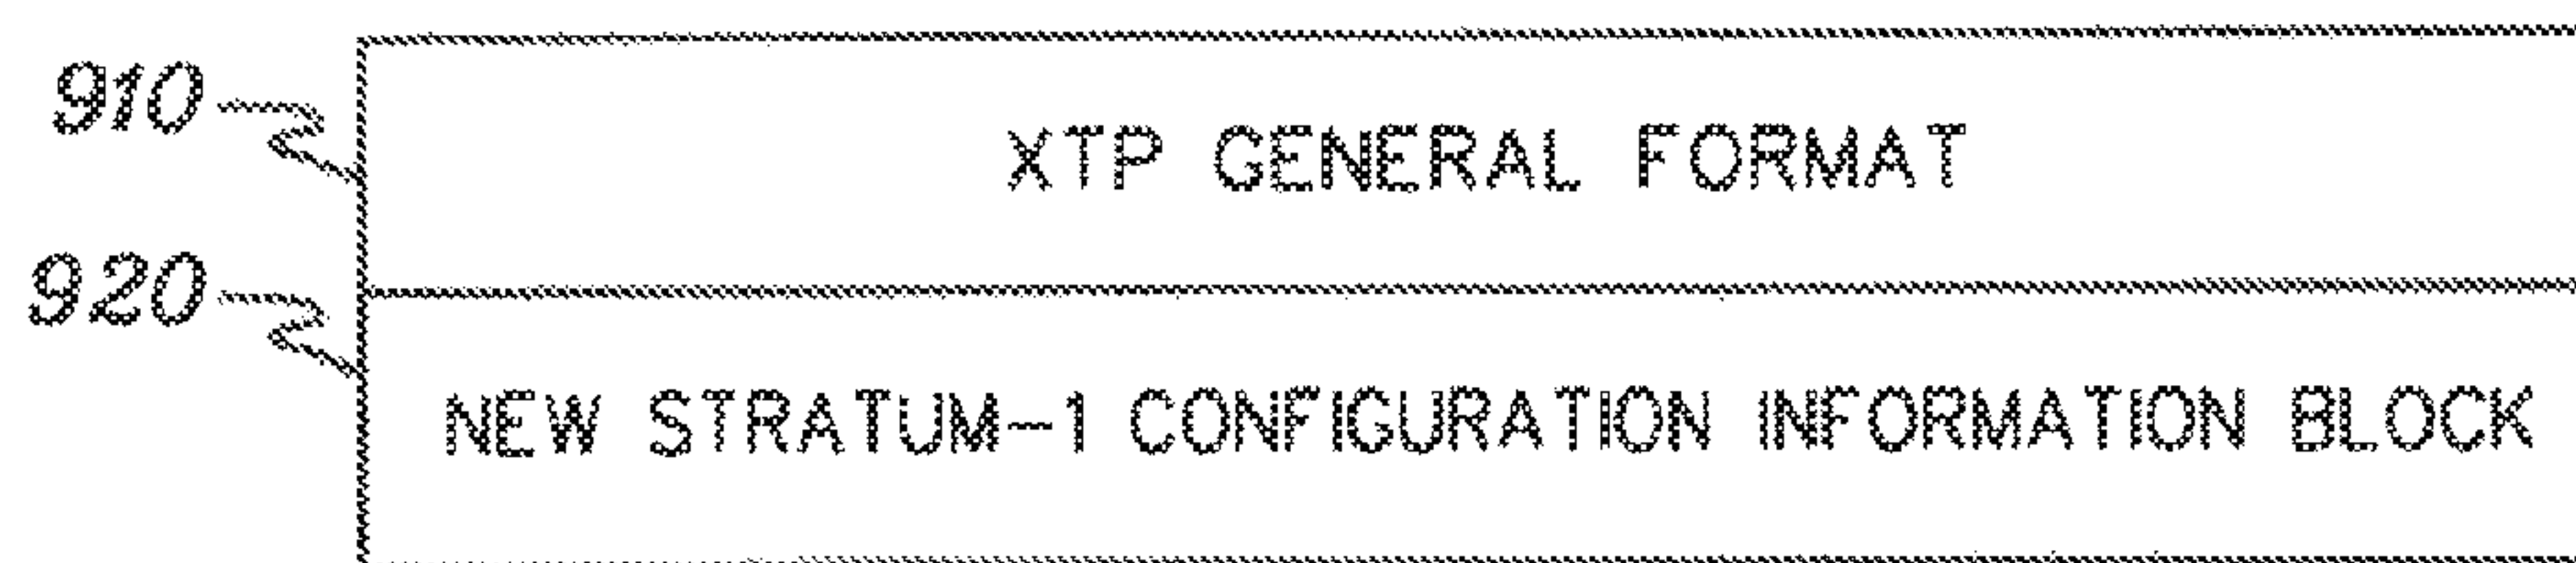 910
XTP GENERAL FORMAT
920
NEW STRATUM-1 CONFIGURATION INFORMATION BLOCK